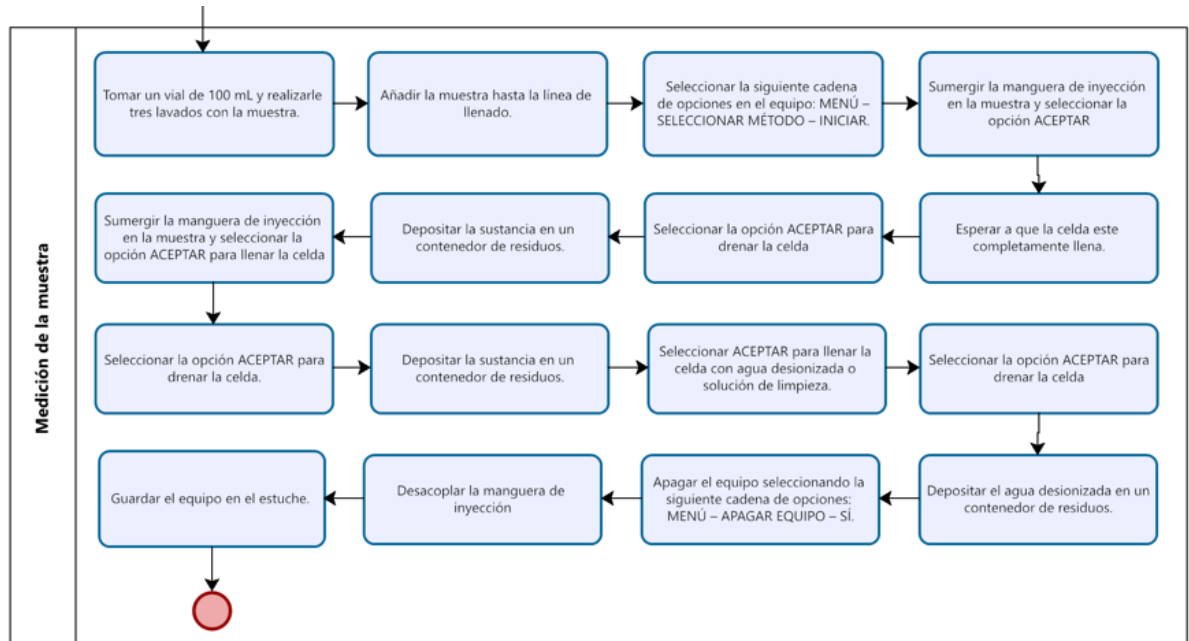 Medición de la muestra
Tomar un vial de 100 mL y realizarle
tres lavados con la muestra.
Añadir la muestra hasta la línea de
llenado.
Seleccionar la siguiente cadena
de opciones en el equipo: MENÚ –
SELECCIONAR MÉTODO – INICIAR.
Sumergir la manguera de inyección
en la muestra y seleccionar la
opción ACEPTAR
Esperar a que la celda este
completamente llena.
Seleccionar la opción ACEPTAR para
drenar la celda
Depositar la sustancia en un
contenedor de residuos.
Sumergir la manguera de inyección
en la muestra y seleccionar la
opción ACEPTAR para llenar la celda
Seleccionar la opción ACEPTAR para
drenar la celda.
Depositar la sustancia en un
contenedor de residuos.
Seleccionar ACEPTAR para llenar la
celda con agua desionizada o
solución de limpieza.
Seleccionar la opción ACEPTAR para
drenar la celda
Depositar el agua desionizada en un
contenedor de residuos.
Apagar el equipo seleccionando la
siguiente cadena de opciones:
MENÚ – APAGAR EQUIPO – SÍ.
Desacoplar la manguera de
inyección
Guardar el equipo en el estuche.